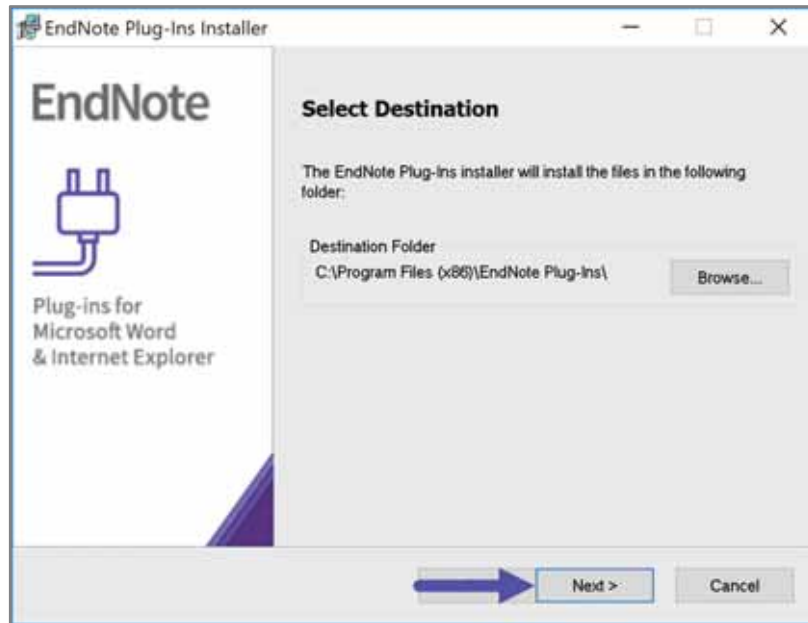 EndNote Plug-Ins Installer
EndNote
Plug-ins for
Microsoft Word
& Internet Explorer
Select Destination
The EndNote Plug-Ins installer will install the files in the following
folder:
Destination Folder
C:\Program Files (x86)\EndNote Plug-Ins\
Browse...
Next >
Cancel